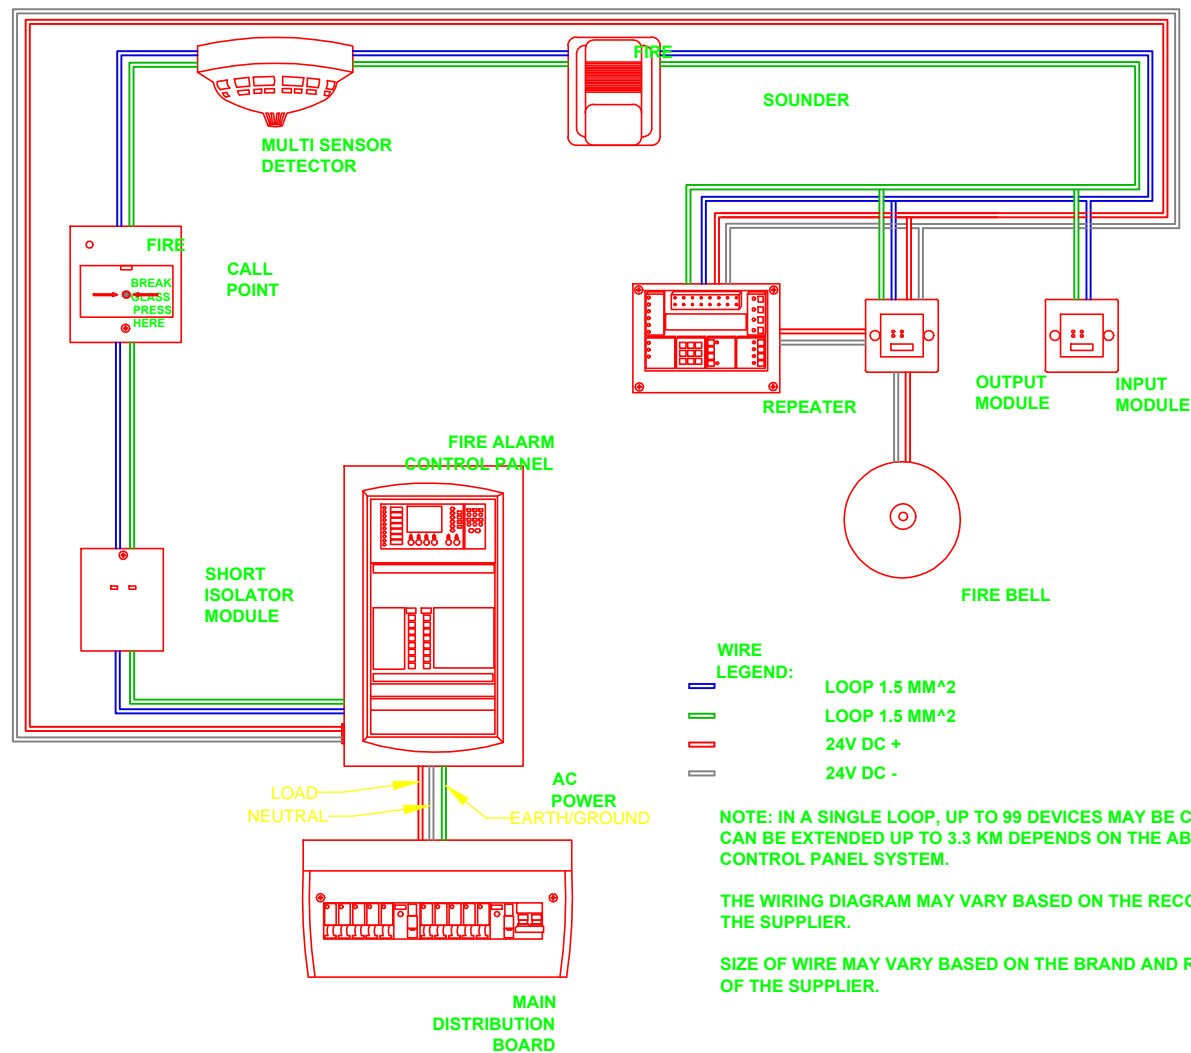 FIRE
SOUNDER
MULTI SENSOR
DETECTOR
FIRE
CALL
POINT
BREAK
GLASS
PRESS
HERE
OUTPUT
MODULE
INPUT
MODULE
REPEATER
FIRE ALARM
CONTROL PANEL
SHORT
ISOLATOR
MODULE
FIRE BELL
WIRE
LEGEND:
LOOP 1.5 MM^2
LOOP 1.5 MM^2
24V DC +
24V DC -
AC
POWER
LOAD
NEUTRAL
EARTH/GROUND
NOTE: IN A SINGLE LOOP, UP TO 99 DEVICES MAY BE C
CAN BE EXTENDED UP TO 3.3 KM DEPENDS ON THE AB
CONTROL PANEL SYSTEM.
THE WIRING DIAGRAM MAY VARY BASED ON THE RECO
THE SUPPLIER.
SIZE OF WIRE MAY VARY BASED ON THE BRAND AND R
OF THE SUPPLIER.
MAIN
DISTRIBUTION
BOARD